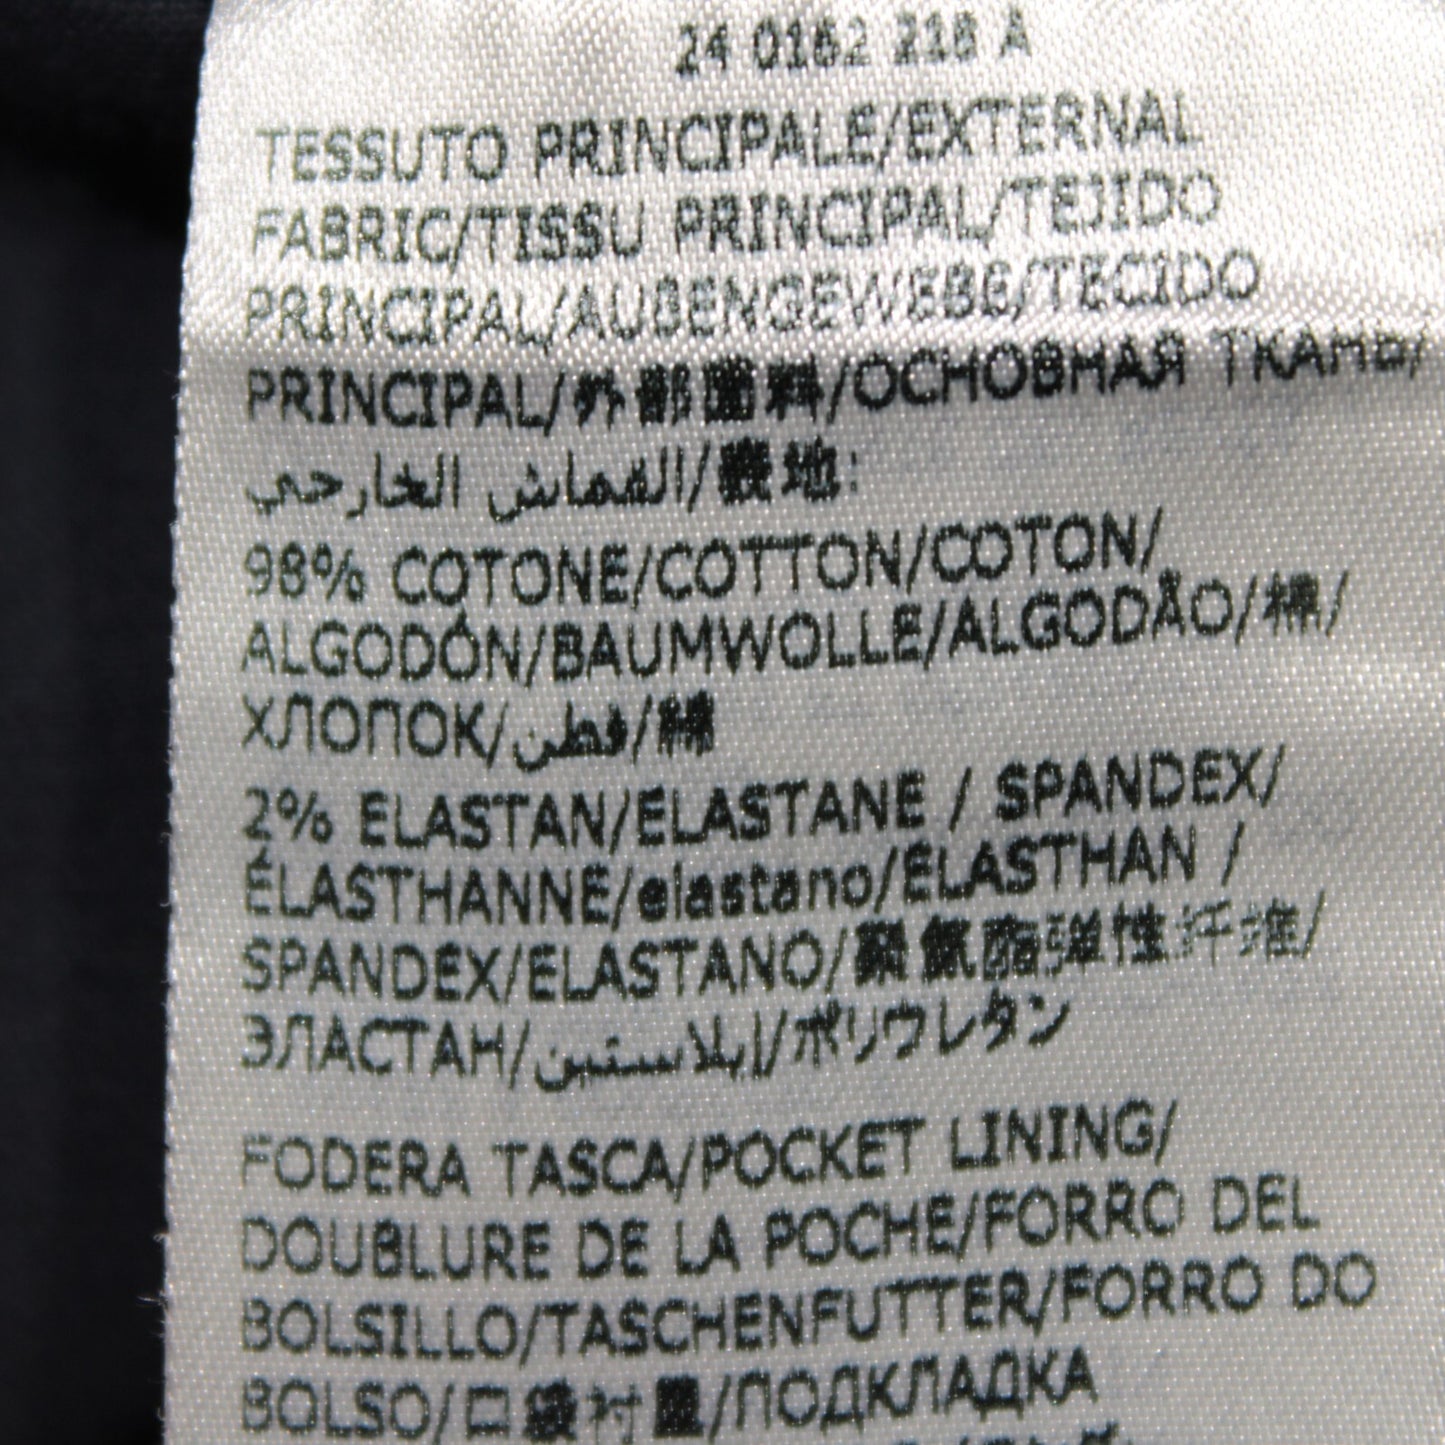 24 0162 218 A
TESSUTO PRINCIPALE/EXTERNAL
FABRIC/TISSU PRINCIPAL/TEJIDO
PRINCIPAL/AUßENGEWEBE/TECIDO
PRINCIPAL/外部面料/ОСНОВНАЯ ТКАНЬ/
القماش الخارجي/表地:
98% COTONE/COTTON/COTON/
ALGODÓN/BAUMWOLLE/ALGODÃO/棉/
ХЛОПОК/قطن/綿
2% ELASTAN/ELASTANE / SPANDEX/
ÉLASTHANNE/elastano/ELASTHAN /
SPANDEX/ELASTANO/聚氨酯弹性纤维/
ЭЛАСТАН/إيلاستين/ポリウレタン
FODERA TASCA/POCKET LINING/
DOUBLURE DE LA POCHE/FORRO DEL
BOLSILLO/TASCHENFUTTER/FORRO DO
BOLSO/口袋衬里/ПОДКЛАДКА